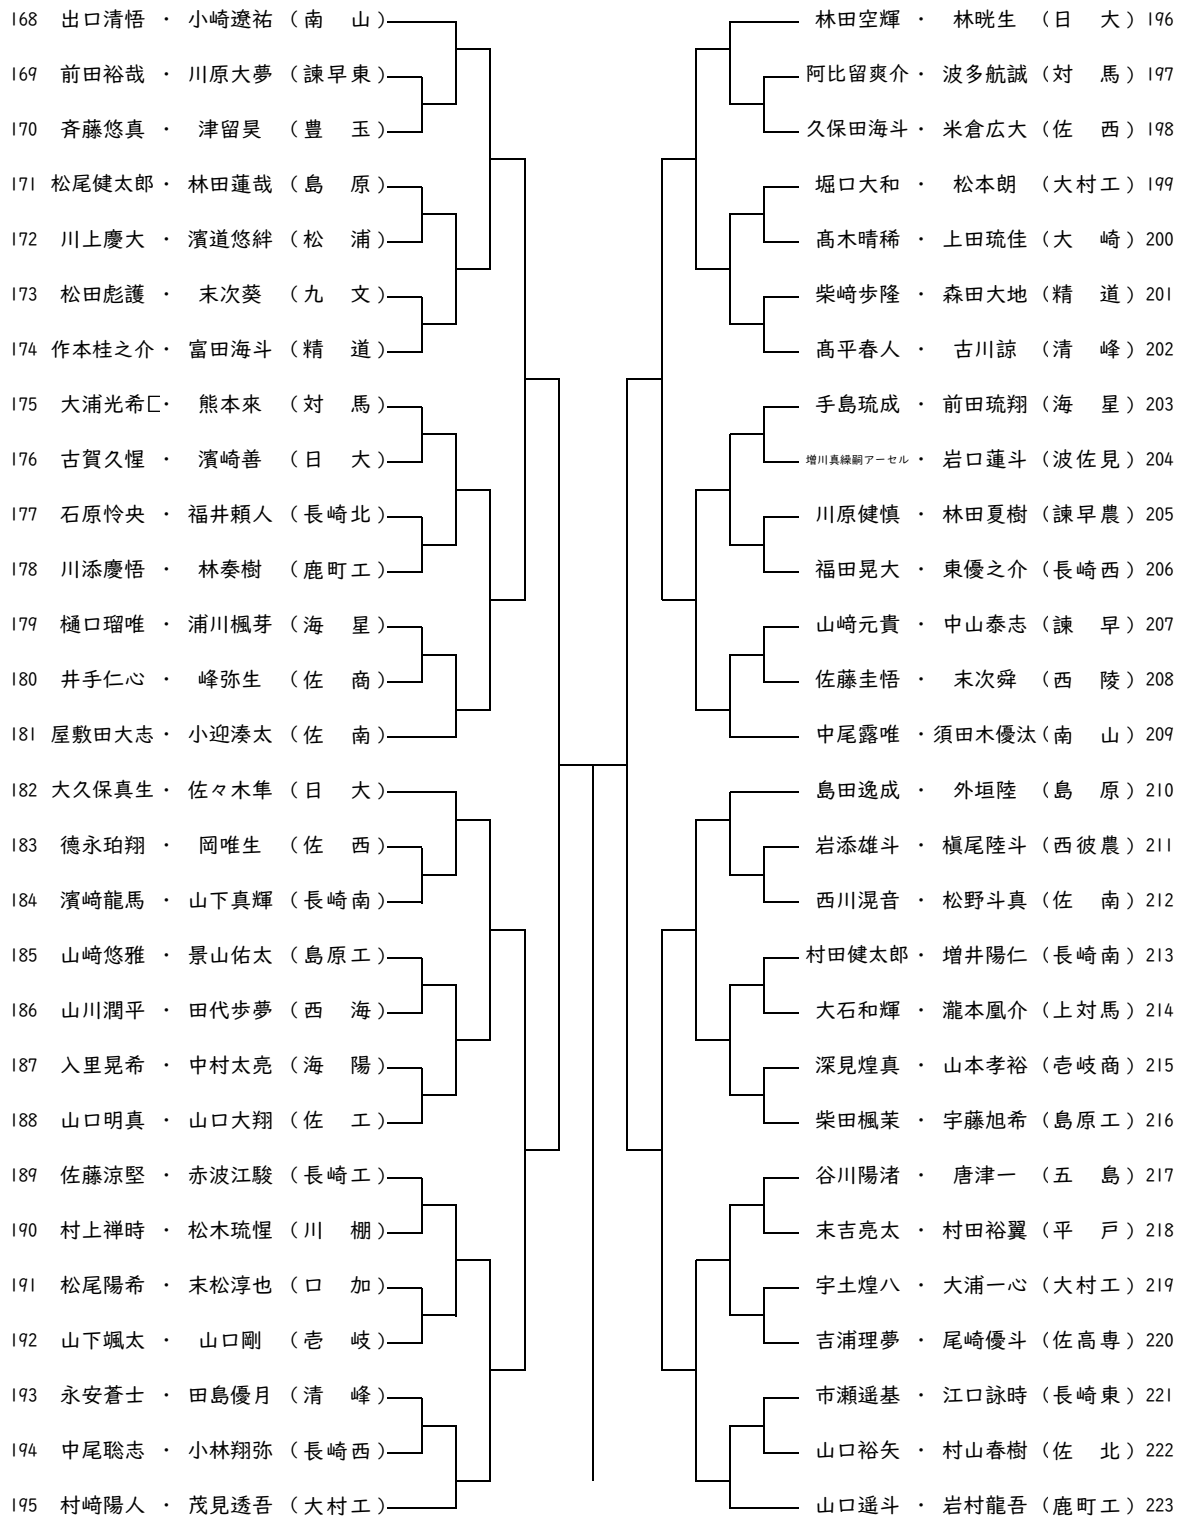 168 出口清悟 ・ 小崎遼祐 (南 山)
169 前田裕哉 ・ 川原大夢 (諫早東)
170 斉藤悠真 ・ 津留昊 (豊 玉)
171 松尾健太郎 ・ 林田蓮哉 (島 原)
172 川上慶大 ・ 濱道悠絆 (松 浦)
173 松田彪護 ・ 末次葵 (九 文)
174 作本桂之介 ・ 富田海斗 (精 道)
175 大浦光希 ・ 熊本來 (対 馬)
176 古賀久惺 ・ 濱崎善 (日 大)
177 石原怜央 ・ 福井頼人 (長崎北)
178 川添慶悟 ・ 林奏樹 (鹿町工)
179 樋口瑠唯 ・ 浦川楓芽 (海 星)
180 井手仁心 ・ 峰弥生 (佐 商)
181 屋敷田大志 ・ 小迎湊太 (佐 南)
182 大久保真生 ・ 佐々木隼 (日 大)
183 德永珀翔 ・ 岡唯生 (佐 西)
184 濱﨑龍馬 ・ 山下真輝 (長崎南)
185 山﨑悠雅 ・ 景山佑太 (島原工)
186 山川潤平 ・ 田代歩夢 (西 海)
187 入里晃希 ・ 中村太亮 (海 陽)
188 山口明真 ・ 山口大翔 (佐 工)
189 佐藤涼堅 ・ 赤波江駿 (長崎工)
190 村上禅時 ・ 松木琉惺 (川 棚)
191 松尾陽希 ・ 末松淳也 (口 加)
192 山下颯太 ・ 山口剛 (壱 岐)
193 永安蒼士 ・ 田島優月 (清 峰)
194 中尾聡志 ・ 小林翔弥 (長崎西)
195 村﨑陽人 ・ 茂見透吾 (大村工)
林田空輝 ・ 林晄生 (日 大) 196
阿比留爽介 ・ 波多航誠 (対 馬) 197
久保田海斗 ・ 米倉広大 (佐 西) 198
堀口大和 ・ 松本朗 (大村工) 199
髙木晴稀 ・ 上田琉佳 (大 崎) 200
柴﨑歩隆 ・ 森田大地 (精 道) 201
髙平春人 ・ 古川諒 (清 峰) 202
手島琉成 ・ 前田琉翔 (海 星) 203
増川真繰嗣アーセル ・ 岩口蓮斗 (波佐見) 204
川原健慎 ・ 林田夏樹 (諫早農) 205
福田晃大 ・ 東優之介 (長崎西) 206
山﨑元貴 ・ 中山泰志 (諫 早) 207
佐藤圭悟 ・ 末次舜 (西 陵) 208
中尾露唯 ・ 須田木優汰 (南 山) 209
島田逸成 ・ 外垣陸 (島 原) 210
岩添雄斗 ・ 槇尾陸斗 (西彼農) 211
西川滉音 ・ 松野斗真 (佐 南) 212
村田健太郎 ・ 増井陽仁 (長崎南) 213
大石和輝 ・ 瀧本凰介 (上対馬) 214
深見煌真 ・ 山本孝裕 (壱岐商) 215
柴田楓茉 ・ 宇藤旭希 (島原工) 216
谷川陽渚 ・ 唐津一 (五 島) 217
末吉亮太 ・ 村田裕翼 (平 戸) 218
宇土煌八 ・ 大浦一心 (大村工) 219
吉浦理夢 ・ 尾崎優斗 (佐高専) 220
市瀬遥基 ・ 江口詠時 (長崎東) 221
山口裕矢 ・ 村山春樹 (佐 北) 222
山口遥斗 ・ 岩村龍吾 (鹿町工) 223